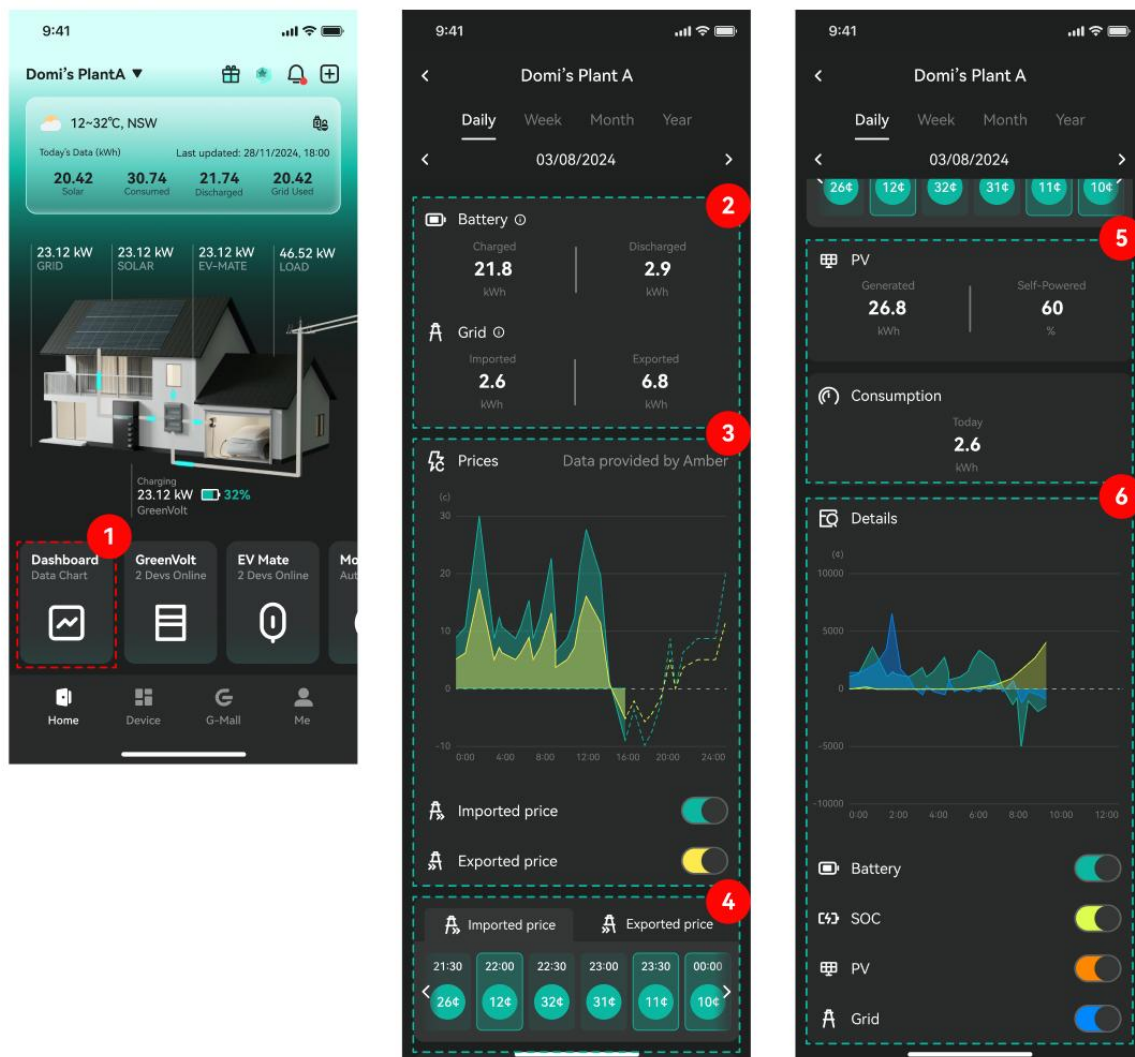 9:41
Domi's PlantA ▼
12~32°C, NSW
Today's Data (kWh) Last updated: 28/11/2024, 18:00
20.42 30.74 21.74 20.42
Solar Consumed Discharged Grid Used
23.12 kW 23.12 kW 23.12 kW 46.52 kW
GRID SOLAR EV-MATE LOAD
Charging
23.12 kW 32%
GreenVolt
1
Dashboard GreenVolt EV Mate Mo
Data Chart 2 Devs Online 2 Devs Online Aut
Home Device G-Mall Me
9:41
Domi's Plant A
Daily Week Month Year
< 03/08/2024 >
2
Battery
Charged Discharged
21.8 2.9
kWh kWh
Grid
Imported Exported
2.6 6.8
kWh kWh
3
Prices Data provided by Amber
(c)
30
20
10
0
-10
0:00 4:00 8:00 12:00 16:00 20:00 24:00
Imported price
Exported price
4
Imported price Exported price
21:30 22:00 22:30 23:00 23:30 00:00
26¢ 12¢ 32¢ 31¢ 11¢ 10¢
9:41
Domi's Plant A
Daily Week Month Year
< 03/08/2024 >
26¢ 12¢ 32¢ 31¢ 11¢ 10¢
5
PV
Generated Self-Powered
26.8 60
kWh %
Consumption
Today
2.6
kWh
6
Details
(¢)
10000
5000
0
-5000
-10000
0:00 2:00 4:00 6:00 8:00 10:00 12:00
Battery
SOC
PV
Grid